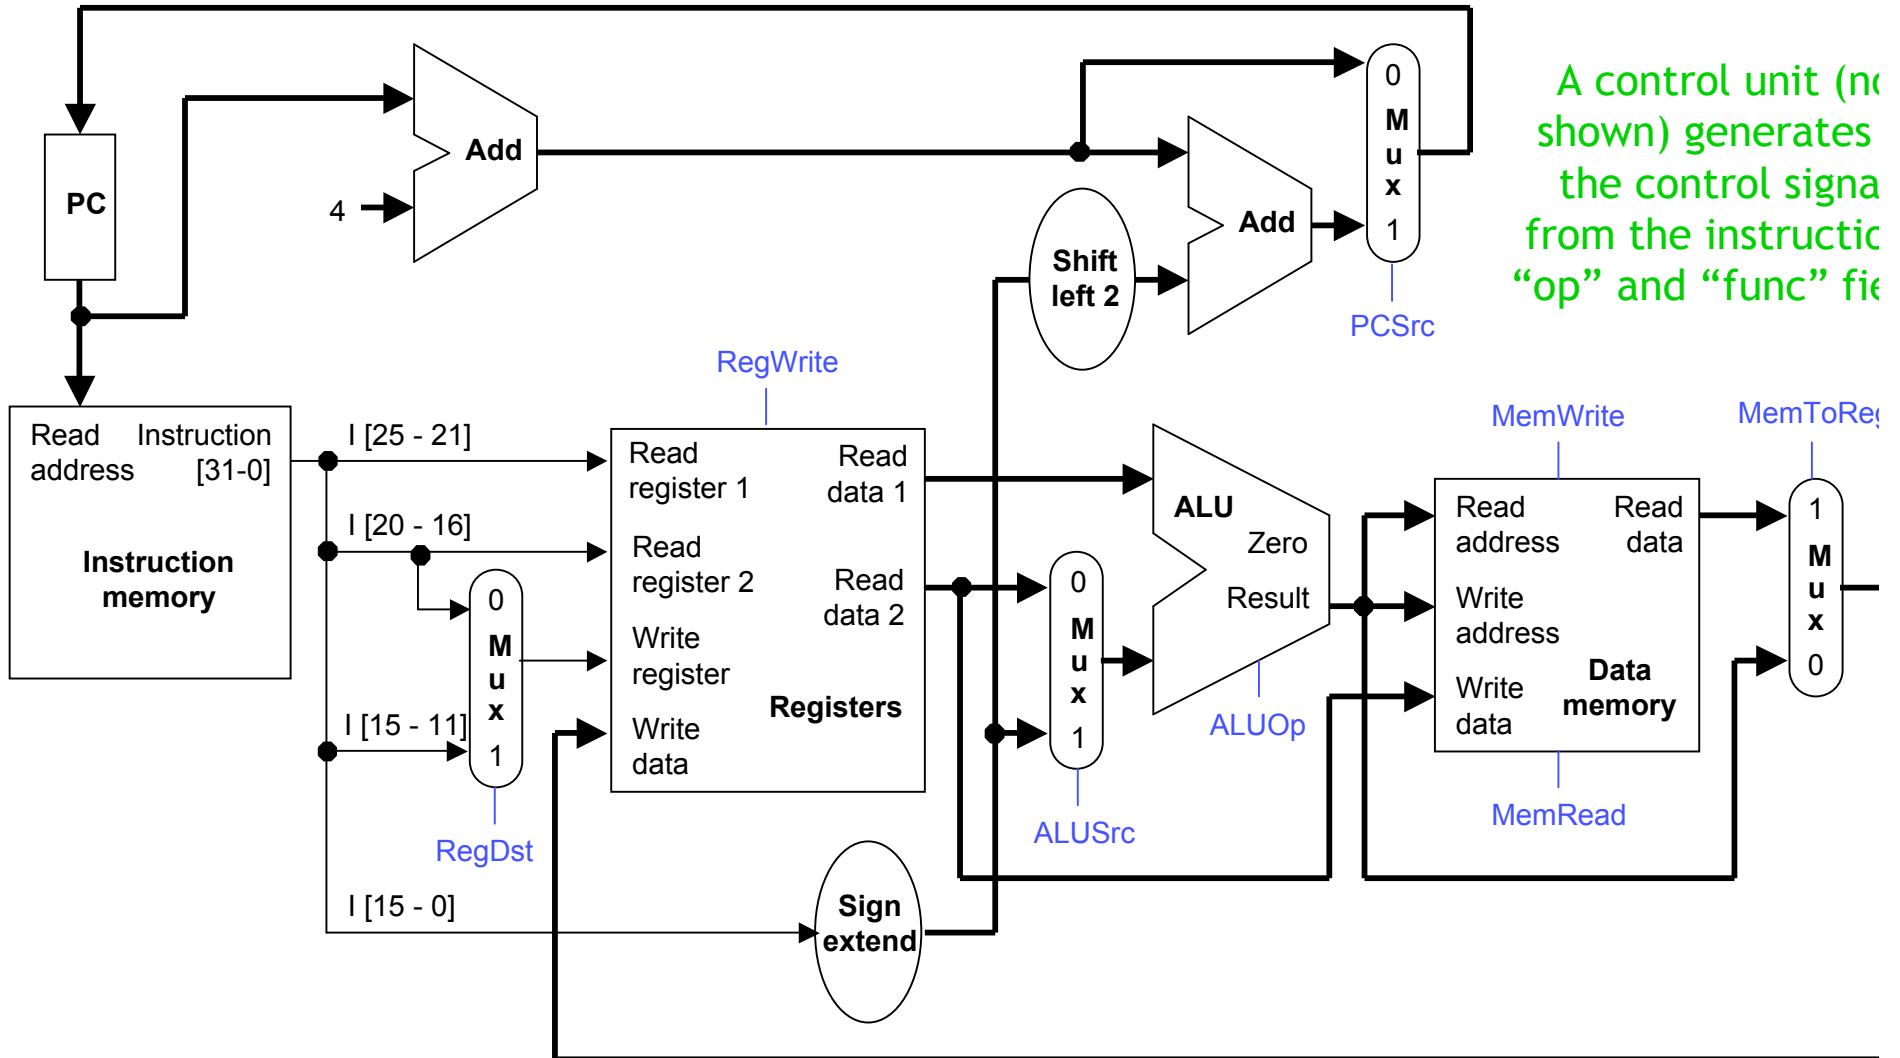 PC
Add
4
Shift
left 2
Add
0
M
u
x
1
PCSrc
A control unit (no
shown) generates
the control signa
from the instructio
“op” and “func” fie
Read
address
Instruction
[31-0]
Instruction
memory
I [25 - 21]
I [20 - 16]
I [15 - 11]
I [15 - 0]
0
M
u
x
1
RegDst
RegWrite
Read
register 1
Read
register 2
Write
register
Write
data
Read
data 1
Read
data 2
Registers
Sign
extend
0
M
u
x
1
ALUSrc
ALU
Zero
Result
ALUOp
MemWrite
Read
address
Write
address
Write
data
Read
data
Data
memory
MemRead
MemToReg
1
M
u
x
0